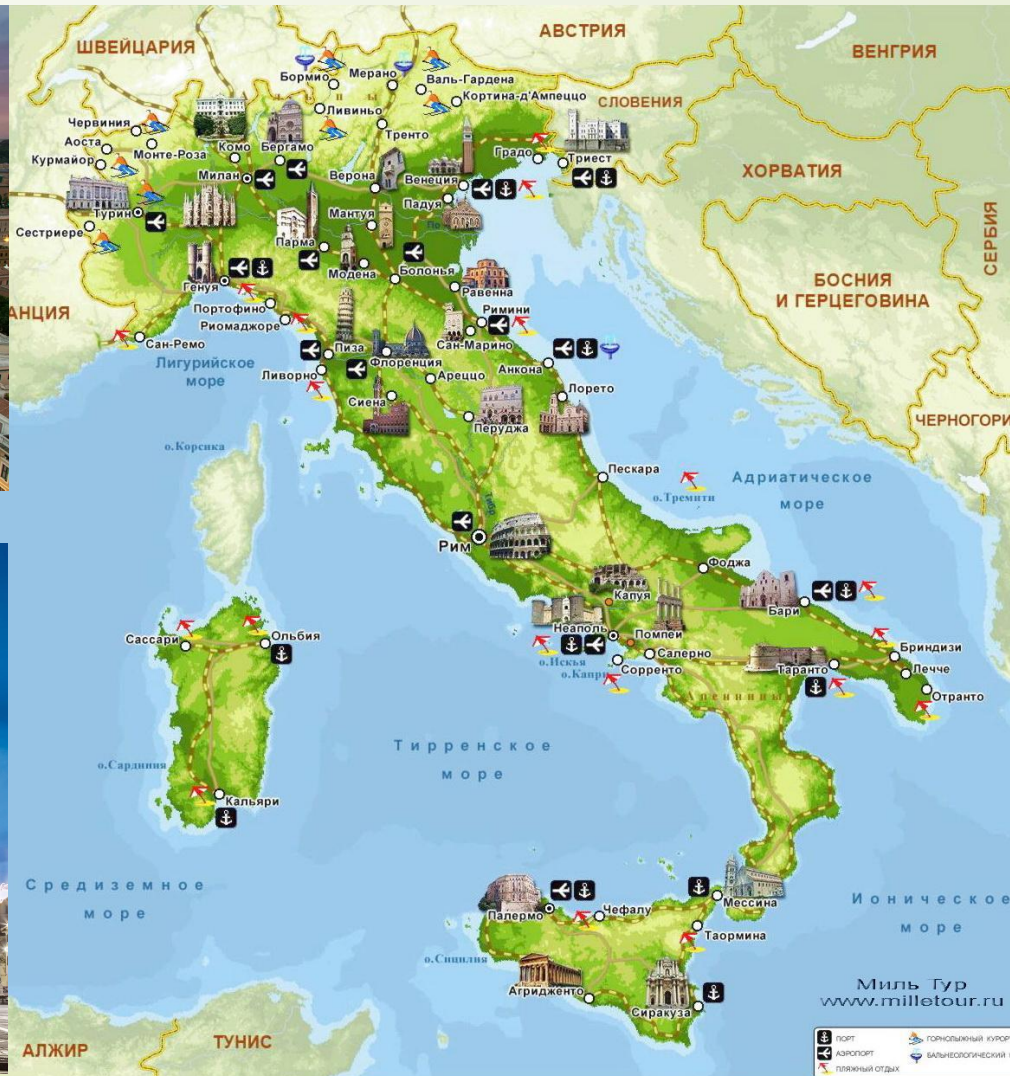 ШВЕЙЦАРИЯ
АВСТРИЯ
ВЕНГРИЯ
Бормио
Мерано
Валь-Гардена
Кортина-д'Ампеццо
СЛОВЕНИЯ
Ливиньо
Червиния
Тренто
Аоста
Монте-Роза
Комо
Бергамо
Градо
Триест
Курмайор
Милан
Верона
Венеция
ХОРВАТИЯ
Падуя
Турин
Мантуя
По
СЕРБИЯ
Сестриере
Парма
Модена
Болонья
БОСНИЯ
И ГЕРЦЕГОВИНА
Генуя
Равенна
АНЦИЯ
Портофино
Римини
Риомаджоре
Сан-Марино
Сан-Ремо
Пиза
Флоренция
Анкона
Лигурийское
море
Ливорно
Ареццо
Лорето
Сиена
Перуджа
ЧЕРНОГОРИ
о.Корсика
Пескара
Адриатическое
море
о.Тремити
Тибр
Рим
Фоджа
Капуя
Бари
Неаполь
Помпеи
Сассари
Ольбия
Салерно
Бриндизи
о.Искья
Сорренто
Таранто
Лечче
о.Капри
Апеннины
Отранто
Тирренское
море
о.Сардиния
Кальяри
Средиземное
море
Мессина
Ионическое
море
Палермо
Чефалу
Таормина
о.Сицилия
Агридженто
Сиракуза
Миль Тур
www.milletour.ru
АЛЖИР
ТУНИС
ПОРТ
ГОРНОЛЫЖНЫЙ КУРОР
АЭРОПОРТ
БАЛЬНЕОЛОГИЧЕСКИЙ
ПЛЯЖНЫЙ ОТДЫХ